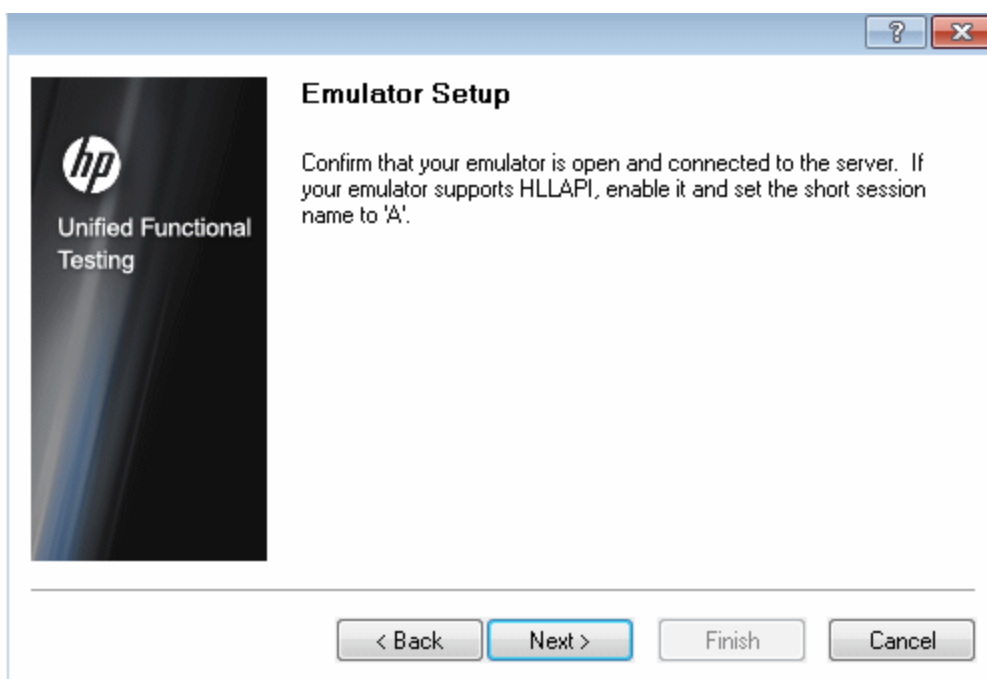 Emulator Setup
hp
Unified Functional
Testing
Confirm that your emulator is open and connected to the server.  If
your emulator supports HLLAPI, enable it and set the short session
name to 'A'.
< Back
Next >
Finish
Cancel